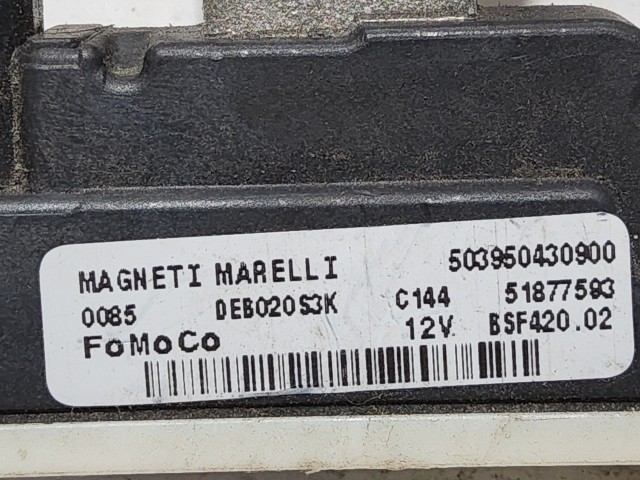 MAGNETI MARELLI 503950430900
0085 DEB020S3K C144 51877593
FoMoCo 12V BSF420.02